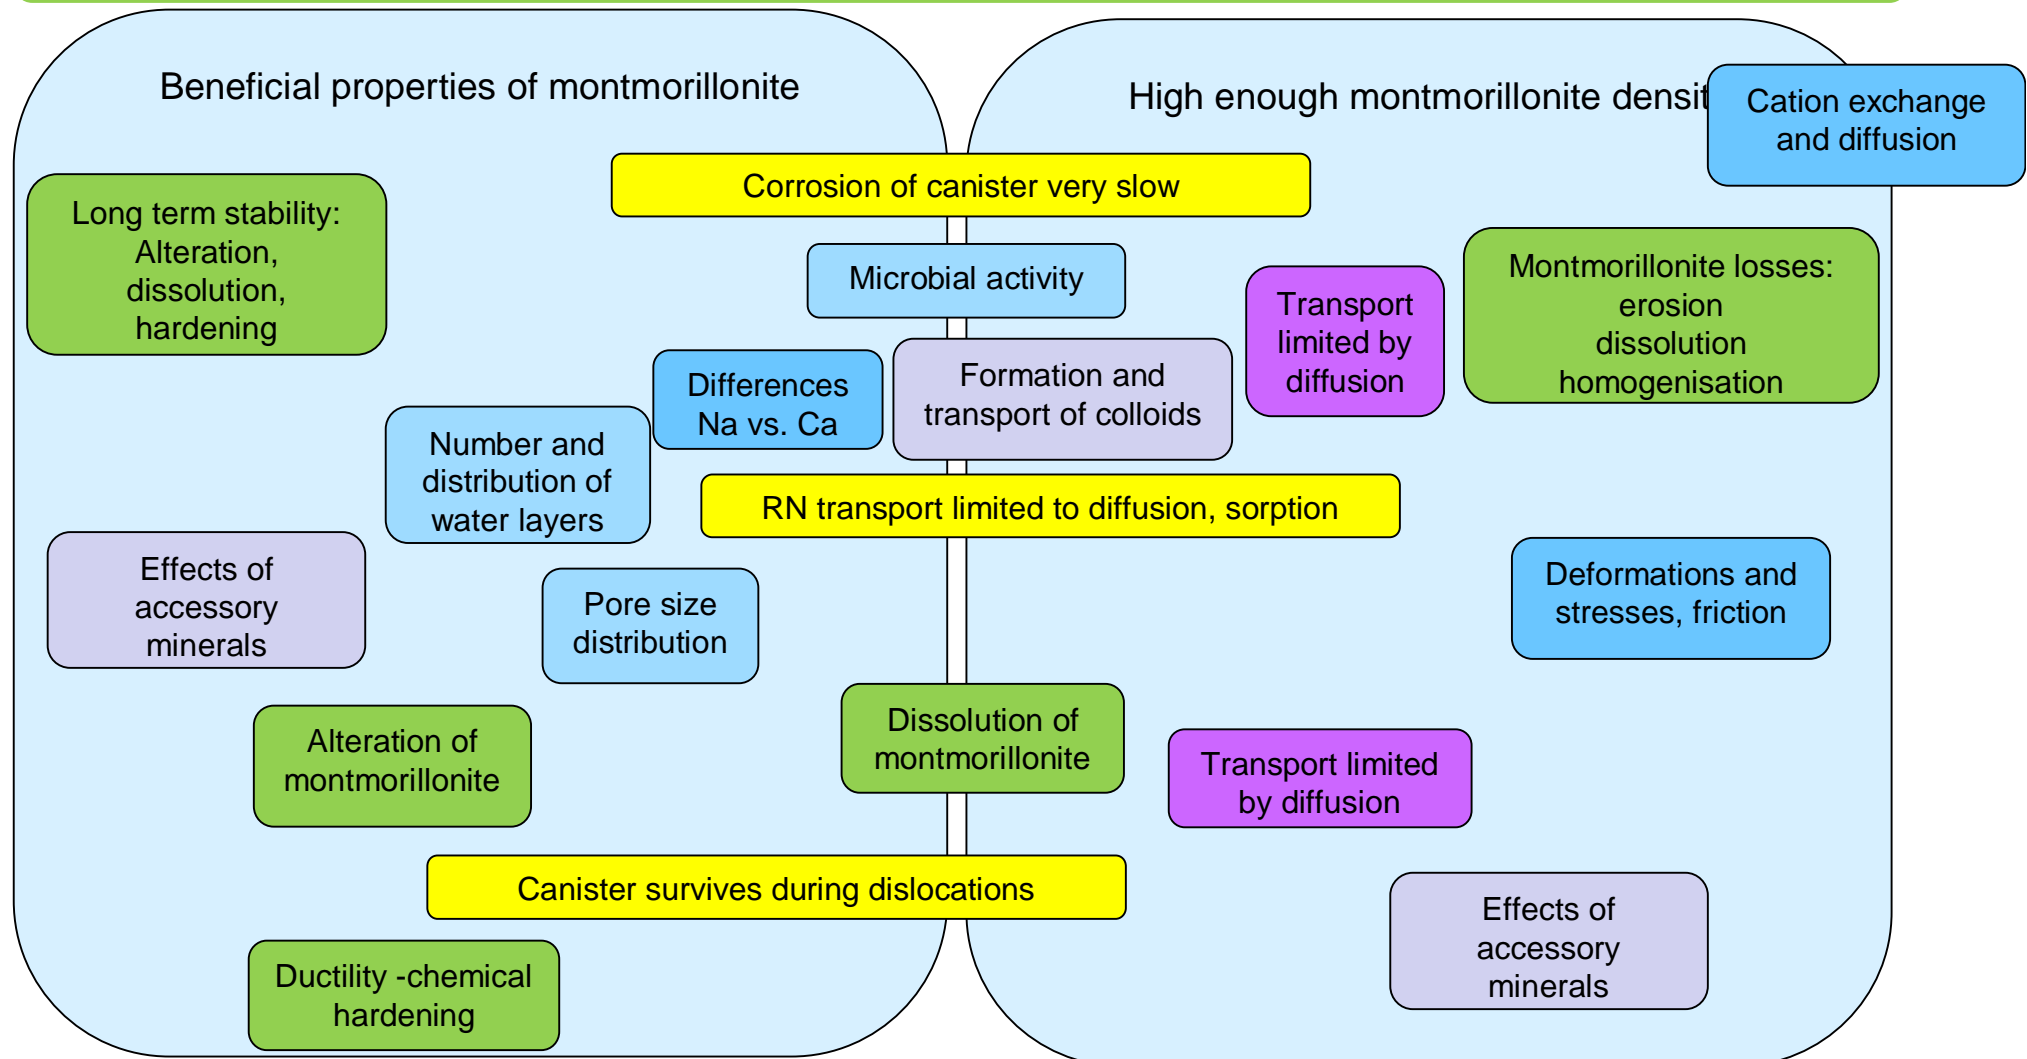 Beneficial properties of montmorillonite
High enough montmorillonite densit
Cation exchange
and diffusion
Corrosion of canister very slow
Long term stability:
Alteration,
dissolution,
hardening
Microbial activity
Transport
limited by
diffusion
Montmorillonite losses:
erosion
dissolution
homogenisation
Differences
Na vs. Ca
Formation and
transport of colloids
Number and
distribution of
water layers
RN transport limited to diffusion, sorption
Effects of
accessory
minerals
Pore size
distribution
Deformations and
stresses, friction
Alteration of
montmorillonite
Dissolution of
montmorillonite
Transport limited
by diffusion
Canister survives during dislocations
Effects of
accessory
minerals
Ductility -chemical
hardening